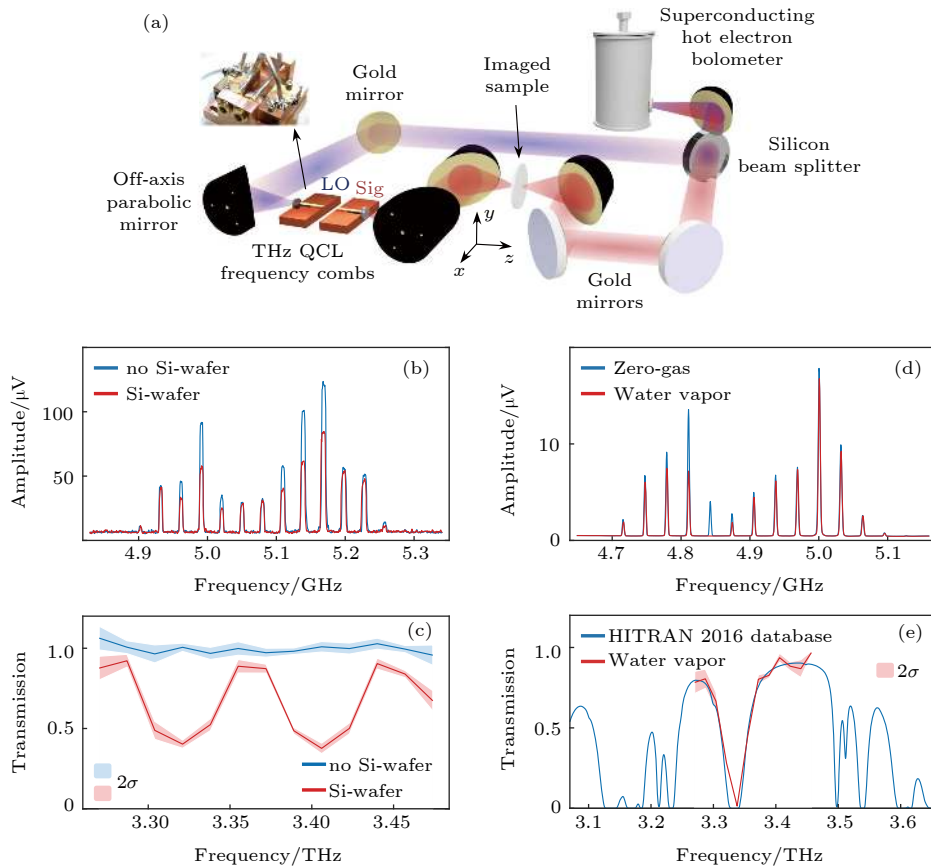 (a)
Superconducting
hot electron
bolometer
Imaged
sample
Gold
mirror
Silicon
beam splitter
Off-axis
parabolic
mirror
LO
Sig
THz QCL
frequency combs
y
x
z
Gold
mirrors
(b)
no Si-wafer
Si-wafer
Amplitude/μV
100
50
4.9 5.0 5.1 5.2 5.3
Frequency/GHz
(d)
Zero-gas
Water vapor
Amplitude/μV
10
0
4.7 4.8 4.9 5.0 5.1
Frequency/GHz
(c)
Transmission
1.0
0.5
0
2σ
no Si-wafer
Si-wafer
3.30 3.35 3.40 3.45
Frequency/THz
(e)
HITRAN 2016 database
Water vapor
2σ
Transmission
1.0
0.5
0
3.1 3.2 3.3 3.4 3.5 3.6
Frequency/THz